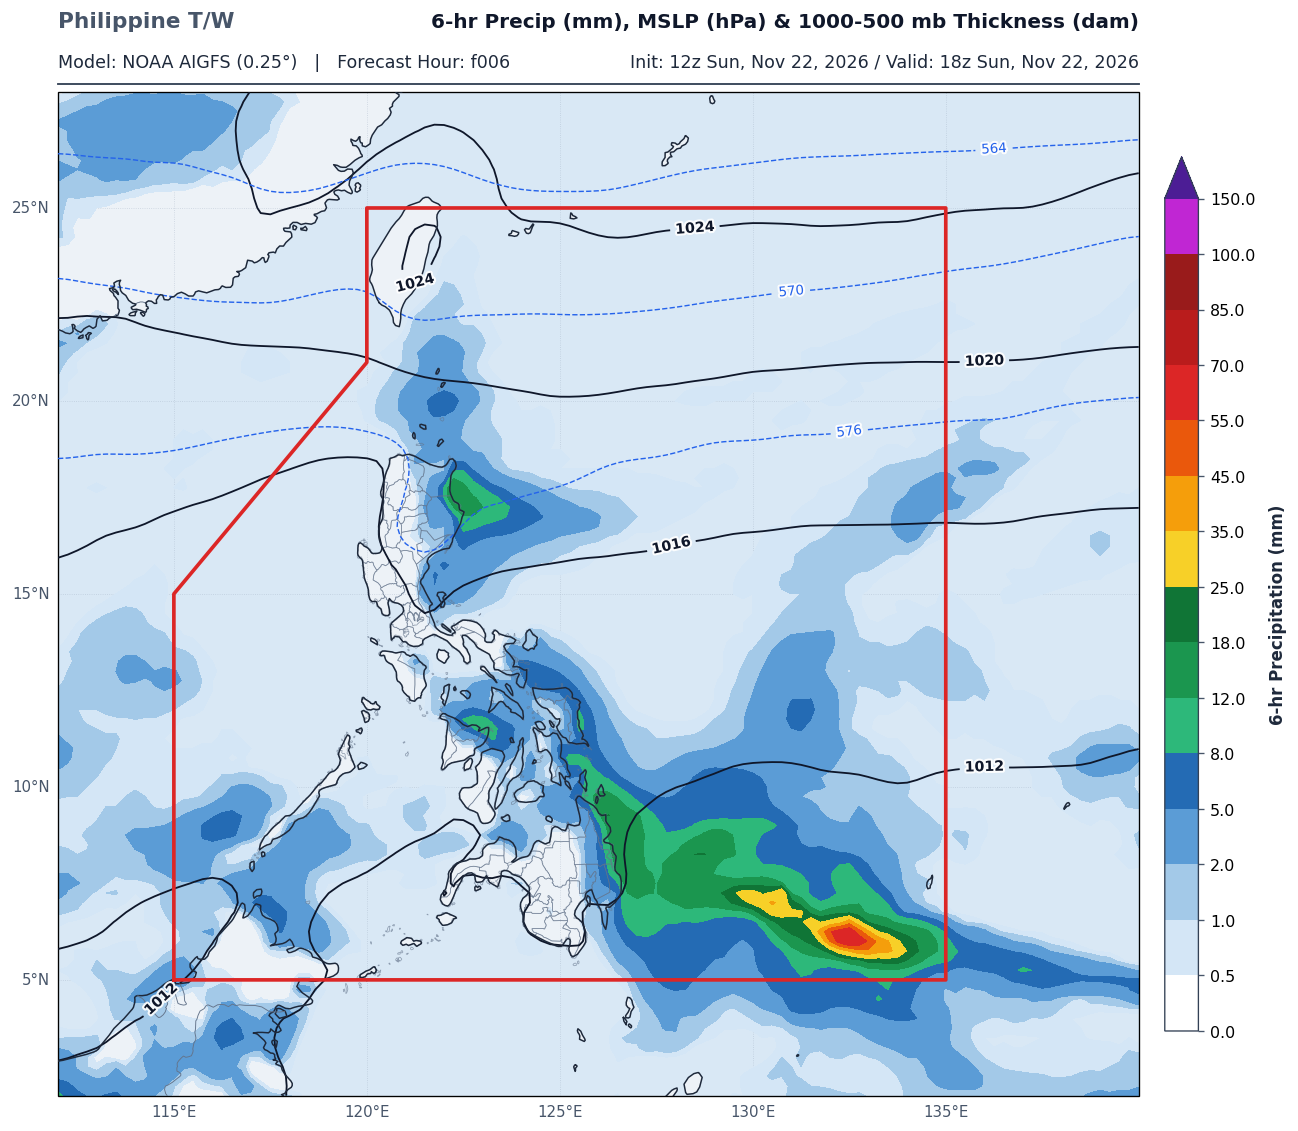 Philippine T/W
6-hr Precip (mm), MSLP (hPa) & 1000-500 mb Thickness (dam)
Model: NOAA AIGFS (0.25°) | Forecast Hour: f006
Init: 12z Sun, Nov 22, 2026 / Valid: 18z Sun, Nov 22, 2026
564
25°N
1024
1024
570
1020
20°N
576
1016
15°N
1012
10°N
5°N
1012
115°E
120°E
125°E
130°E
135°E
150.0
100.0
85.0
70.0
55.0
45.0
35.0
25.0
18.0
12.0
8.0
5.0
2.0
1.0
0.5
0.0
6-hr Precipitation (mm)